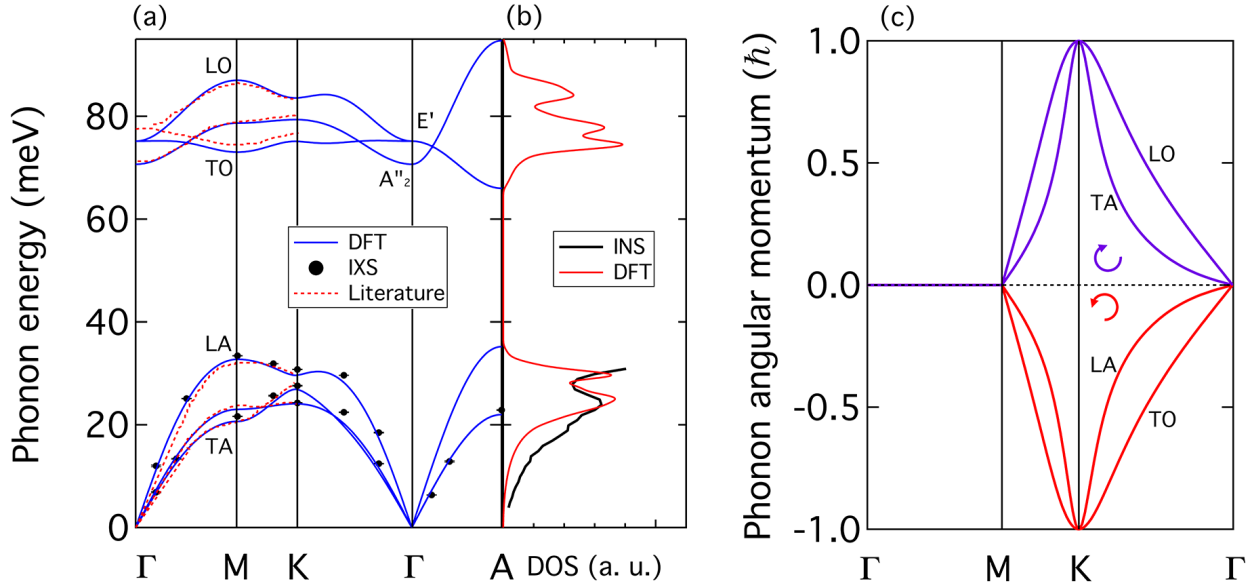 (a)
(b)
(c)
Phonon energy (meV)
80
60
40
20
0
LO
TO
E'
A"2
DFT
IXS
Literature
LA
TA
Γ
M
K
Γ
A
INS
DFT
DOS (a. u.)
Phonon angular momentum (ℏ)
1.0
0.5
0.0
-0.5
-1.0
LO
TA
LA
TO
Γ
M
K
Γ